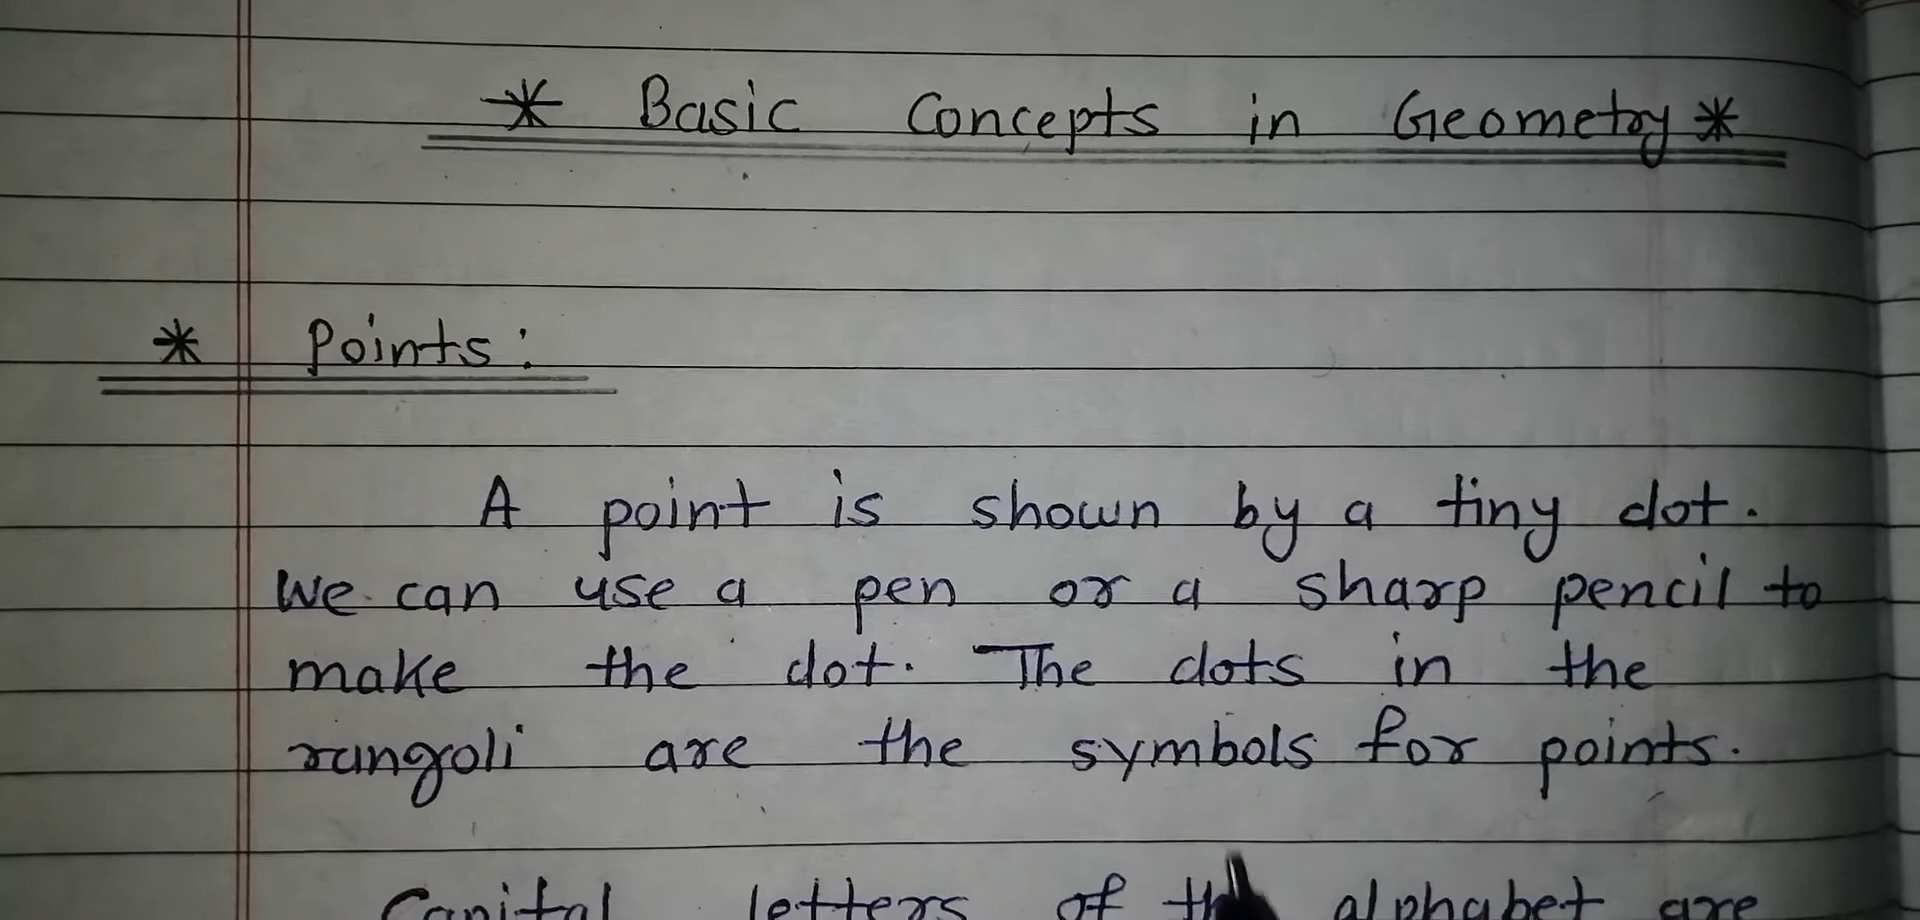 * Basic Concepts in Geometry *
* Points:
A point is shown by a tiny dot.
We can use a pen or a sharp pencil to
make the dot. The dots in the
rangoli are the symbols for points.
Capital letters of the alphabet are